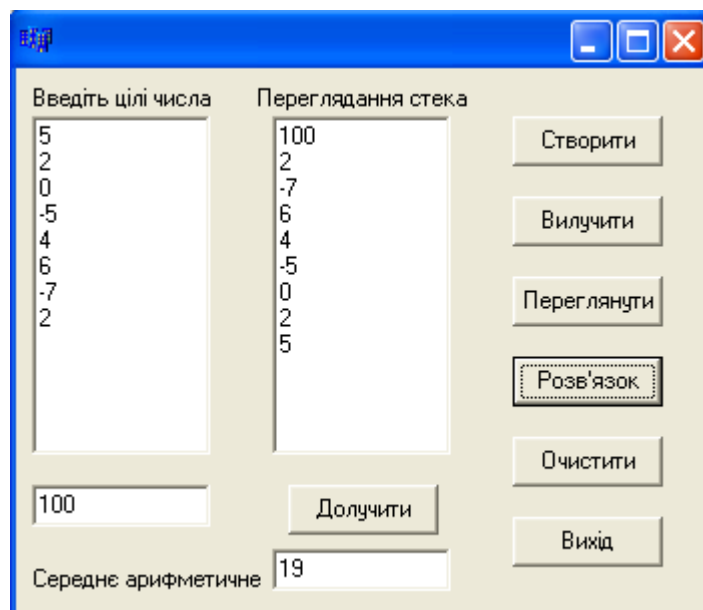 Введіть цілі числа
5
2
0
-5
4
6
-7
2
100
Переглядання стека
100
2
-7
6
4
-5
0
2
5
Долучити
Середнє арифметичне 19
Створити
Вилучити
Переглянути
Розв'язок
Очистити
Вихід